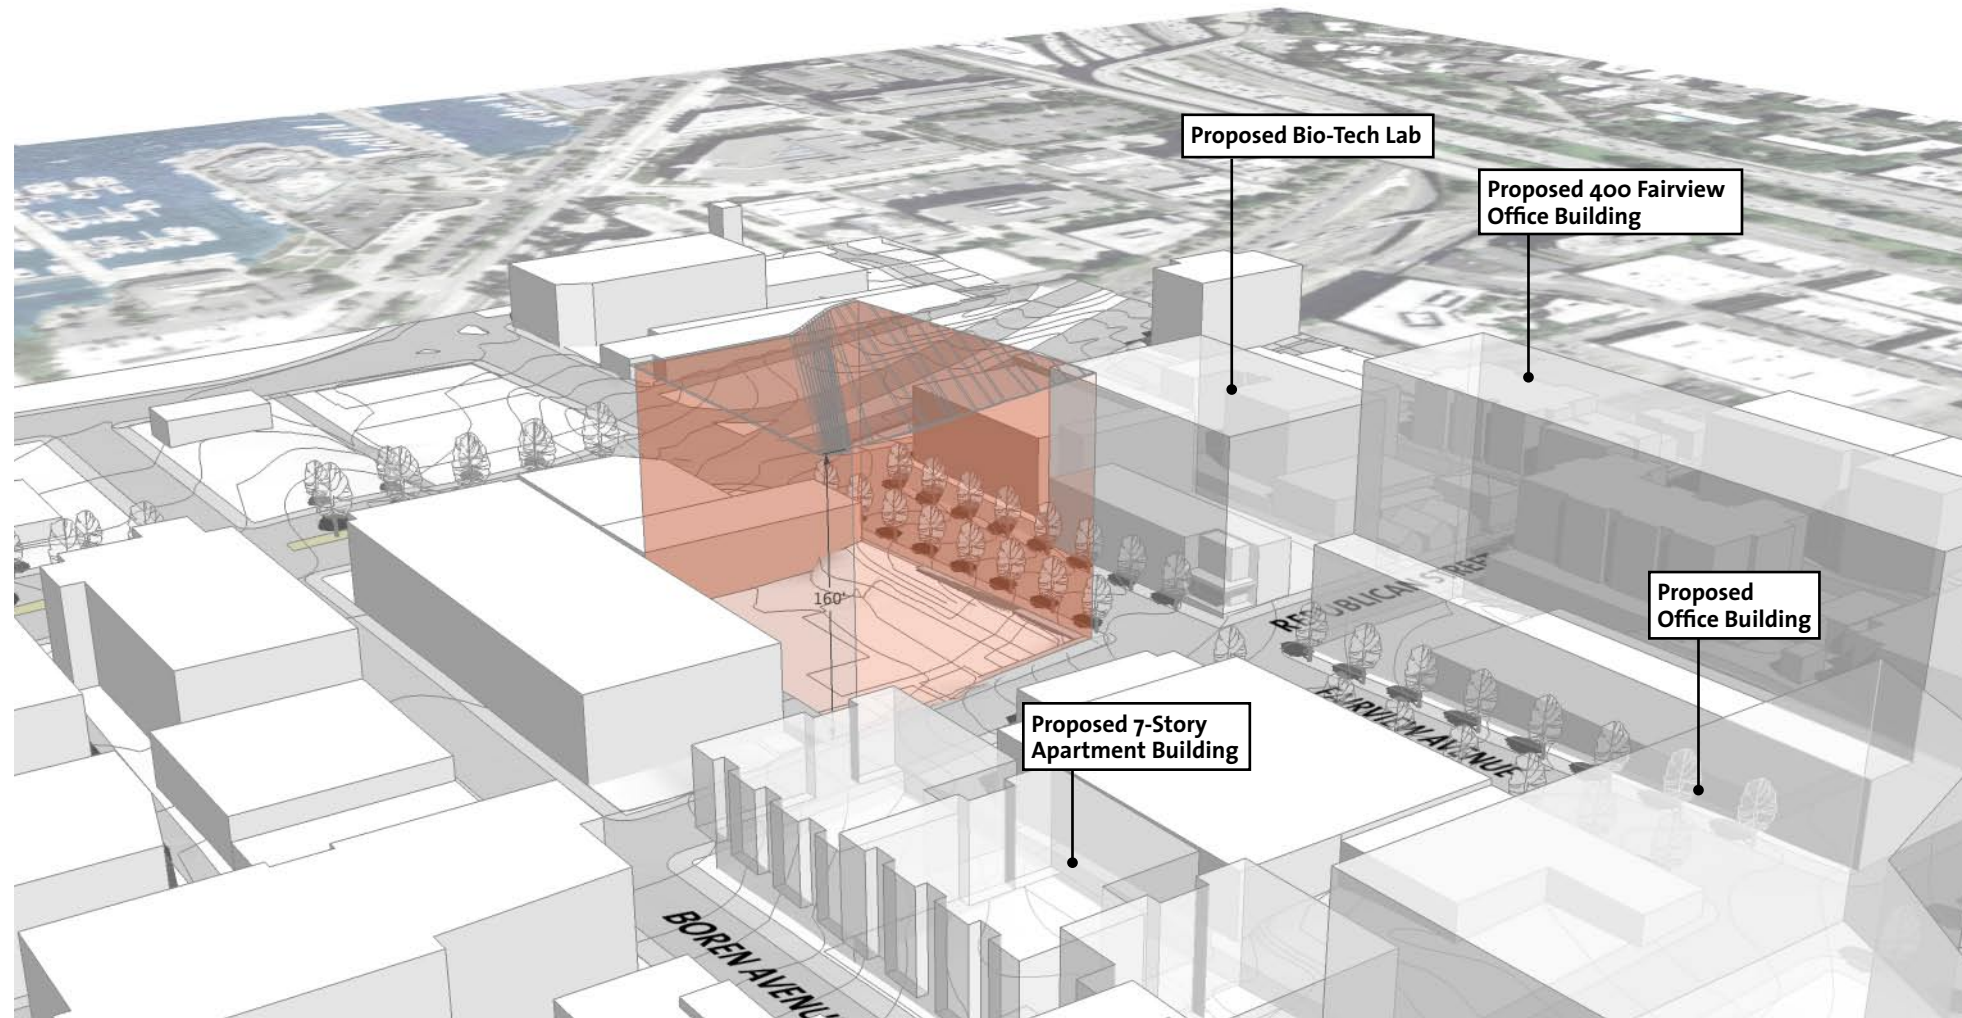 Proposed Bio-Tech Lab
Proposed 400 Fairview
Office Building
Proposed
Office Building
160'
REPUBLICAN STREET
FAIRVIEW AVENUE
Proposed 7-Story
Apartment Building
BOREN AVENUE